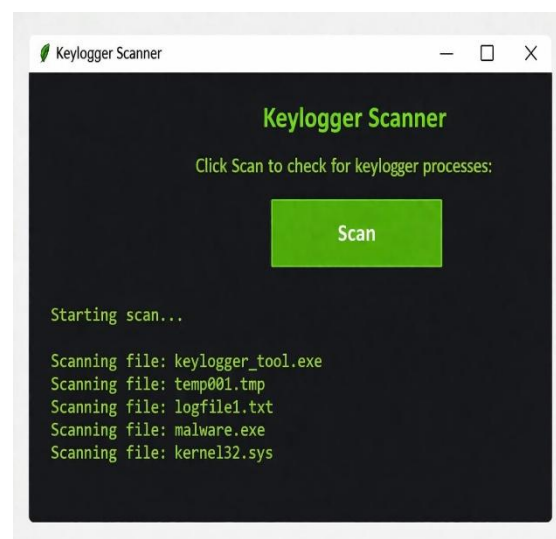 Keylogger Scanner
Keylogger Scanner
Click Scan to check for keylogger processes:
Scan
Starting scan...
Scanning file: keylogger_tool.exe
Scanning file: temp001.tmp
Scanning file: logfile1.txt
Scanning file: malware.exe
Scanning file: kernel32.sys